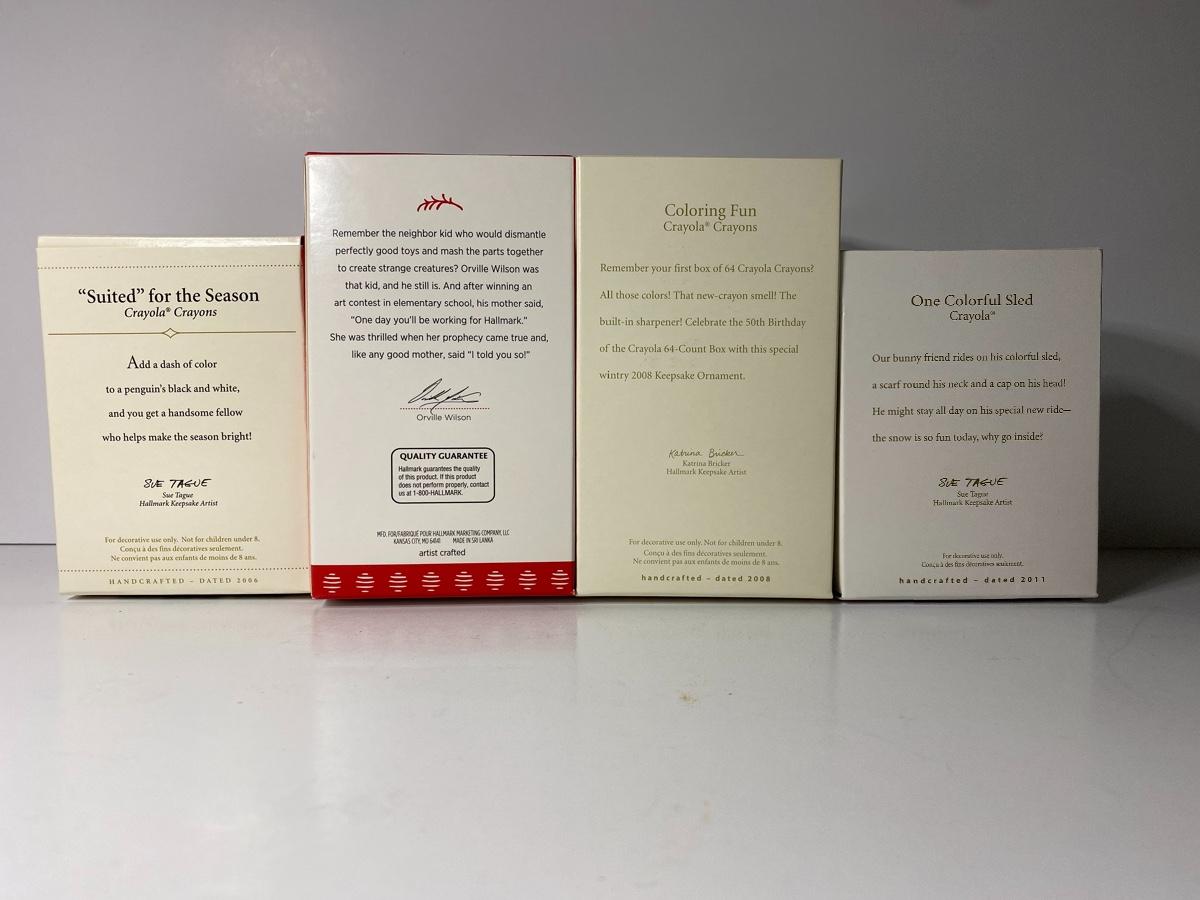 “Suited” for the Season
Crayola® Crayons
Add a dash of color
to a penguin’s black and white,
and you get a handsome fellow
who helps make the season bright!
SUE TAGUE
Sue Tague
Hallmark Keepsake Artist
For decorative use only. Not for children under 8.
Conçu à des fins décoratives seulement.
Ne convient pas aux enfants de moins de 8 ans.
HANDCRAFTED – DATED 2006
Remember the neighbor kid who would dismantle
perfectly good toys and mash the parts together
to create strange creatures? Orville Wilson was
that kid, and he still is. And after winning an
art contest in elementary school, his mother said,
“One day you’ll be working for Hallmark.”
She was thrilled when her prophecy came true and,
like any good mother, said “I told you so!”
Orville Wilson
QUALITY GUARANTEE
Hallmark guarantees the quality
of this product. If this product
does not perform properly, contact
us at 1-800-HALLMARK.
MFD. FOR/FABRIQUÉ POUR HALLMARK MARKETING COMPANY, LLC
KANSAS CITY, MO 64141 MADE IN SRI LANKA
artist crafted
Coloring Fun
Crayola® Crayons
Remember your first box of 64 Crayola Crayons?
All those colors! That new-crayon smell! The
built-in sharpener! Celebrate the 50th Birthday
of the Crayola 64-Count Box with this special
wintry 2008 Keepsake Ornament.
Katrina Bricker
Katrina Bricker
Hallmark Keepsake Artist
For decorative use only. Not for children under 8.
Conçu à des fins décoratives seulement.
Ne convient pas aux enfants de moins de 8 ans.
handcrafted – dated 2008
One Colorful Sled
Crayola®
Our bunny friend rides on his colorful sled,
a scarf round his neck and a cap on his head!
He might stay all day on his special new ride—
the snow is so fun today, why go inside?
SUE TAGUE
Sue Tague
Hallmark Keepsake Artist
For decorative use only.
Conçu à des fins décoratives seulement.
handcrafted – dated 2011